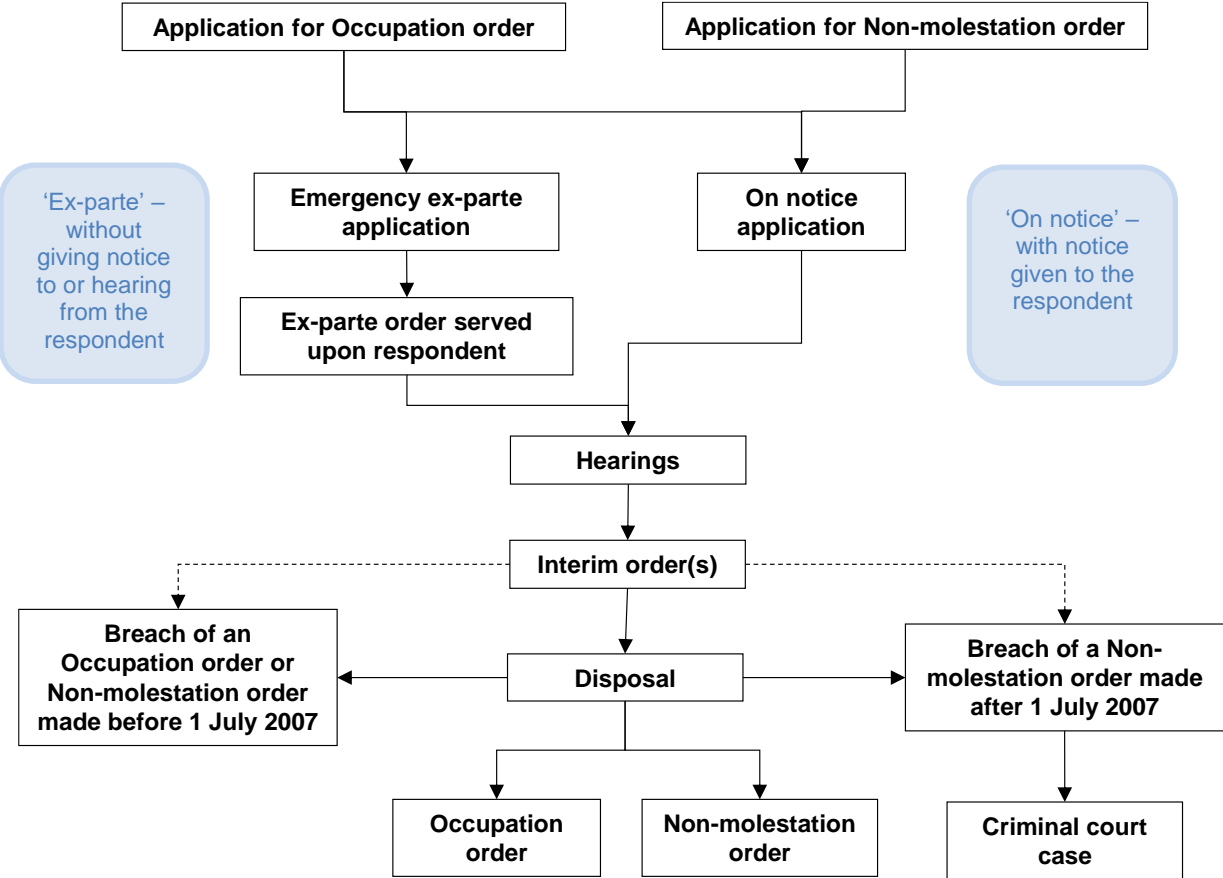 Application for Occupation order
Application for Non-molestation order
‘Ex-parte’ –
without
giving notice
to or hearing
from the
respondent
Emergency ex-parte
application
On notice
application
‘On notice’ –
with notice
given to the
respondent
Ex-parte order served
upon respondent
Hearings
Interim order(s)
Breach of an
Occupation order or
Non-molestation order
made before 1 July 2007
Disposal
Breach of a Non-
molestation order made
after 1 July 2007
Occupation
order
Non-molestation
order
Criminal court
case